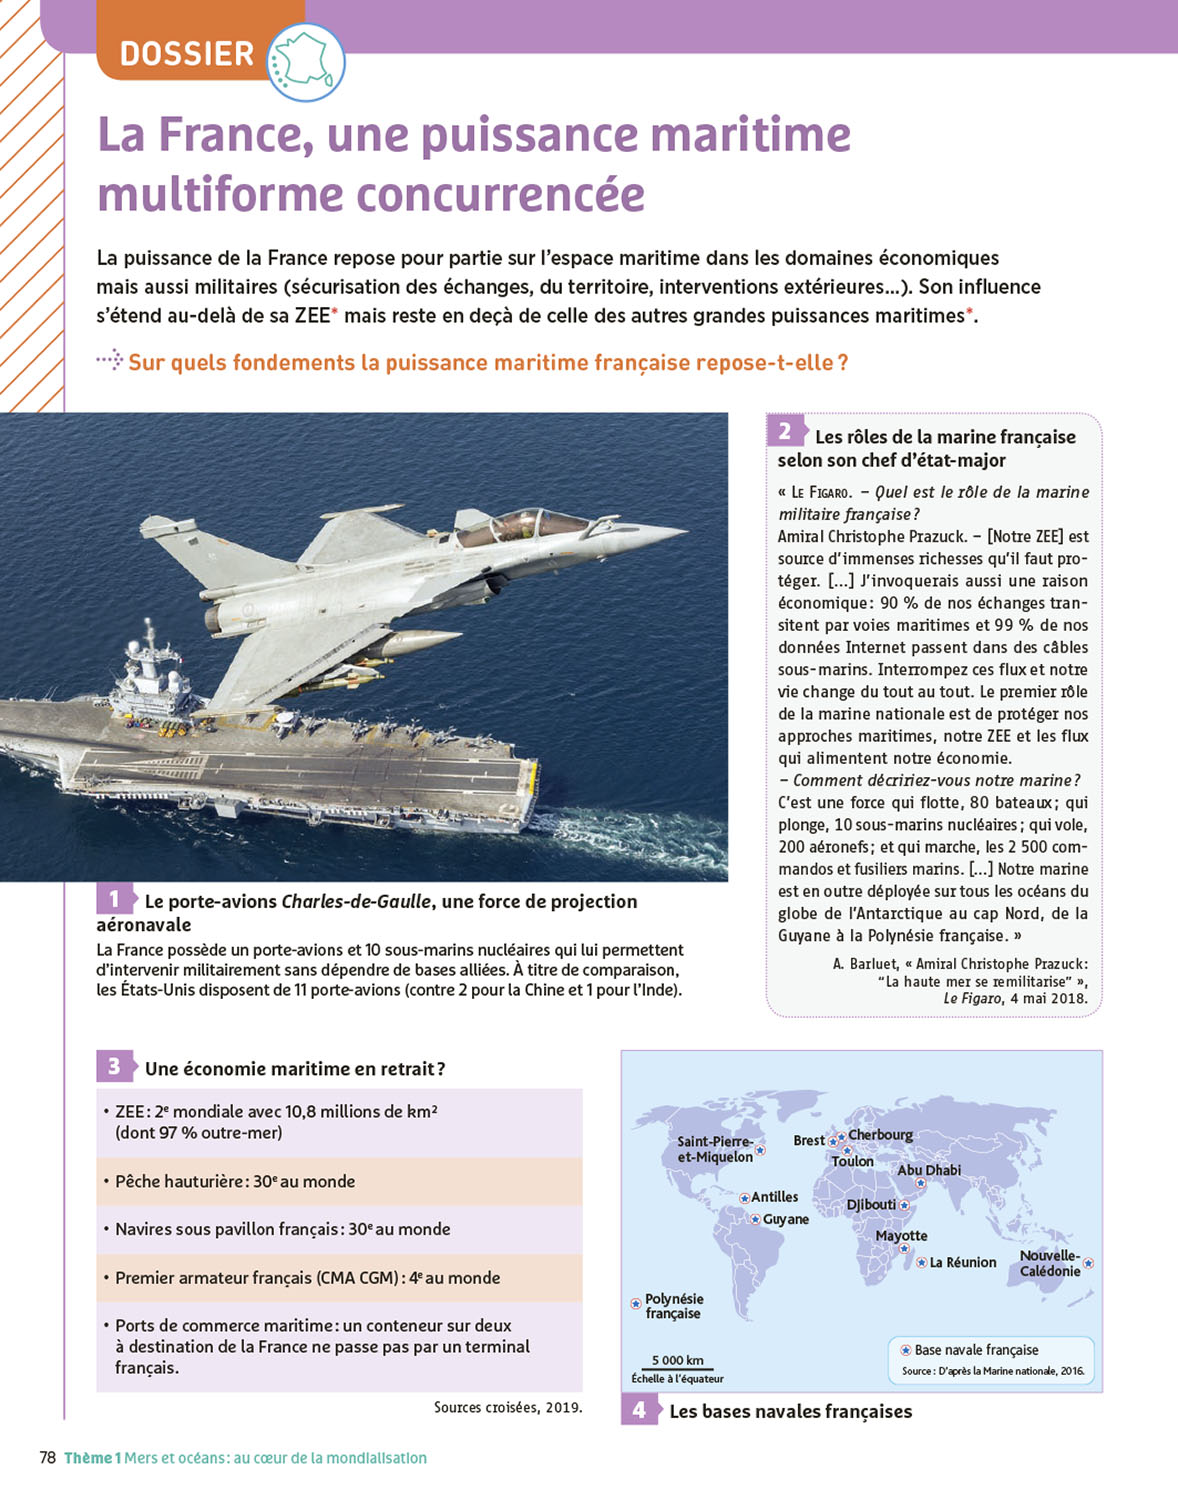 DOSSIER
La France, une puissance maritime
multiforme concurrencée
La puissance de la France repose pour partie sur l'espace maritime dans les domaines économiques
mais aussi militaires (sécurisation des échanges, du territoire, interventions extérieures…). Son influence
s'étend au-delà de sa ZEE* mais reste en deçà de celle des autres grandes puissances maritimes*.
Sur quels fondements la puissance maritime française repose-t-elle ?
1 Le porte-avions Charles-de-Gaulle, une force de projection
aéronavale
La France possède un porte-avions et 10 sous-marins nucléaires qui lui permettent
d'intervenir militairement sans dépendre de bases alliées. À titre de comparaison,
les États-Unis disposent de 11 porte-avions (contre 2 pour la Chine et 1 pour l'Inde).
2 Les rôles de la marine française
selon son chef d'état-major
« LE FIGARO. – Quel est le rôle de la marine
militaire française ?
Amiral Christophe Prazuck. – [Notre ZEE] est
source d'immenses richesses qu'il faut pro-
téger. […] J'invoquerais aussi une raison
économique : 90 % de nos échanges tran-
sitent par voies maritimes et 99 % de nos
données Internet passent dans des câbles
sous-marins. Interrompez ces flux et notre
vie change du tout au tout. Le premier rôle
de la marine nationale est de protéger nos
approches maritimes, notre ZEE et les flux
qui alimentent notre économie.
– Comment décririez-vous notre marine ?
C'est une force qui flotte, 80 bateaux ; qui
plonge, 10 sous-marins nucléaires ; qui vole,
200 aéronefs ; et qui marche, les 2 500 com-
mandos et fusiliers marins. […] Notre marine
est en outre déployée sur tous les océans du
globe de l'Antarctique au cap Nord, de la
Guyane à la Polynésie française. »
A. Barluet, « Amiral Christophe Prazuck :
"La haute mer se remilitarise" »,
Le Figaro, 4 mai 2018.
3 Une économie maritime en retrait ?
• ZEE : 2e mondiale avec 10,8 millions de km²
(dont 97 % outre-mer)
• Pêche hauturière : 30e au monde
• Navires sous pavillon français : 30e au monde
• Premier armateur français (CMA CGM) : 4e au monde
• Ports de commerce maritime : un conteneur sur deux
à destination de la France ne passe pas par un terminal
français.
Sources croisées, 2019.
Saint-Pierre-
et-Miquelon
Brest
Cherbourg
Toulon
Abu Dhabi
Antilles
Djibouti
Guyane
Mayotte
La Réunion
Nouvelle-
Calédonie
Polynésie
française
5 000 km
Échelle à l'équateur
Base navale française
Source : D'après la Marine nationale, 2016.
4 Les bases navales françaises
78 Thème 1 Mers et océans : au cœur de la mondialisation